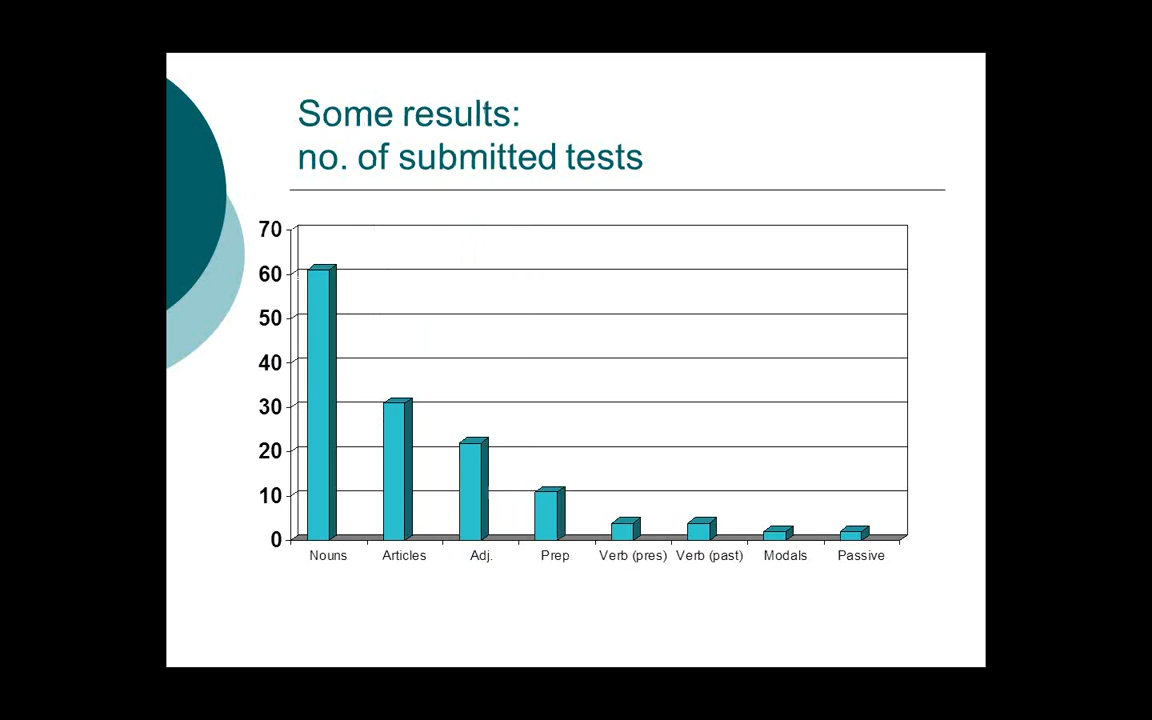 Some results:
no. of submitted tests
70
60
50
40
30
20
10
0
Nouns Articles Adj. Prep Verb (pres) Verb (past) Modals Passive